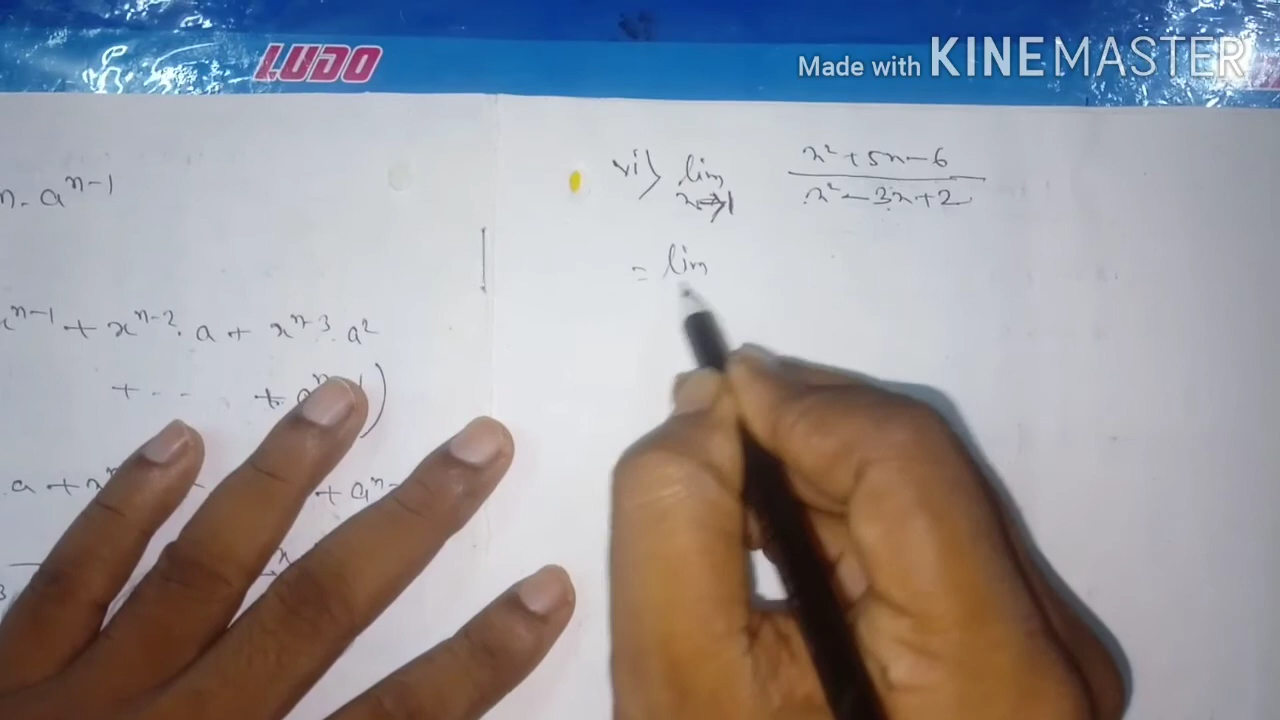 LUDO
Made with KINEMASTER
n. a^{n-1}
x^{n-1} + x^{n-2}. a + x^{n-3}. a^2
+ ... +
. a +
vi) lim x→1 \frac{x^2+5x-6}{x^2-3x+2}
= lim